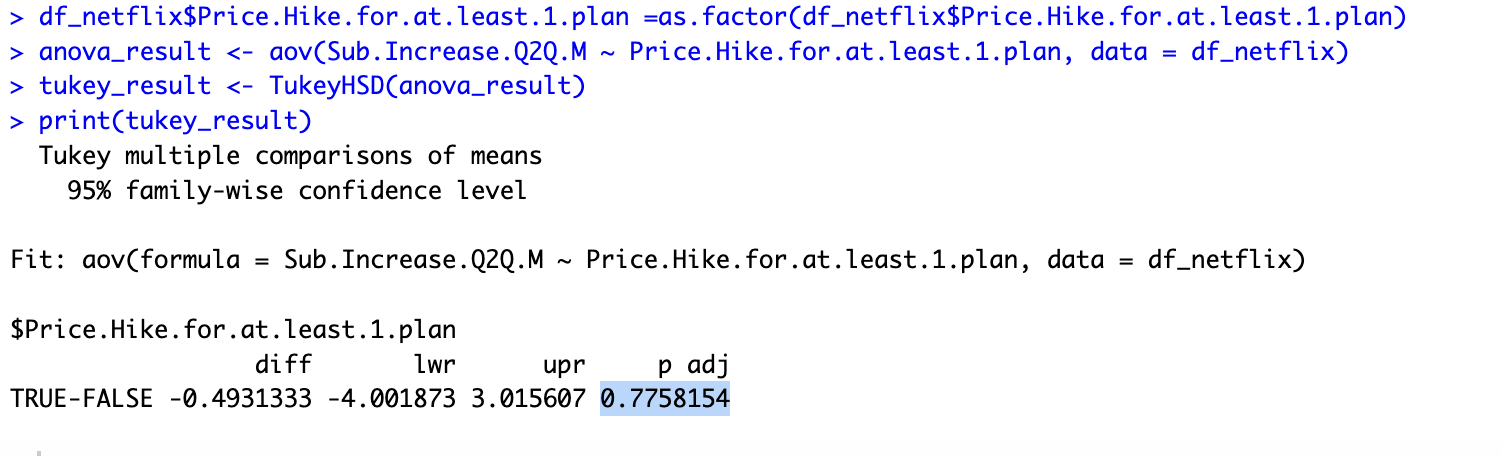 > df_netflix$Price.Hike.for.at.least.1.plan =as.factor(df_netflix$Price.Hike.for.at.least.1.plan)
> anova_result <- aov(Sub.Increase.Q2Q.M ~ Price.Hike.for.at.least.1.plan, data = df_netflix)
> tukey_result <- TukeyHSD(anova_result)
> print(tukey_result)
  Tukey multiple comparisons of means
    95% family-wise confidence level

Fit: aov(formula = Sub.Increase.Q2Q.M ~ Price.Hike.for.at.least.1.plan, data = df_netflix)

$Price.Hike.for.at.least.1.plan
                 diff       lwr      upr     p adj
TRUE-FALSE -0.4931333 -4.001873 3.015607 0.7758154